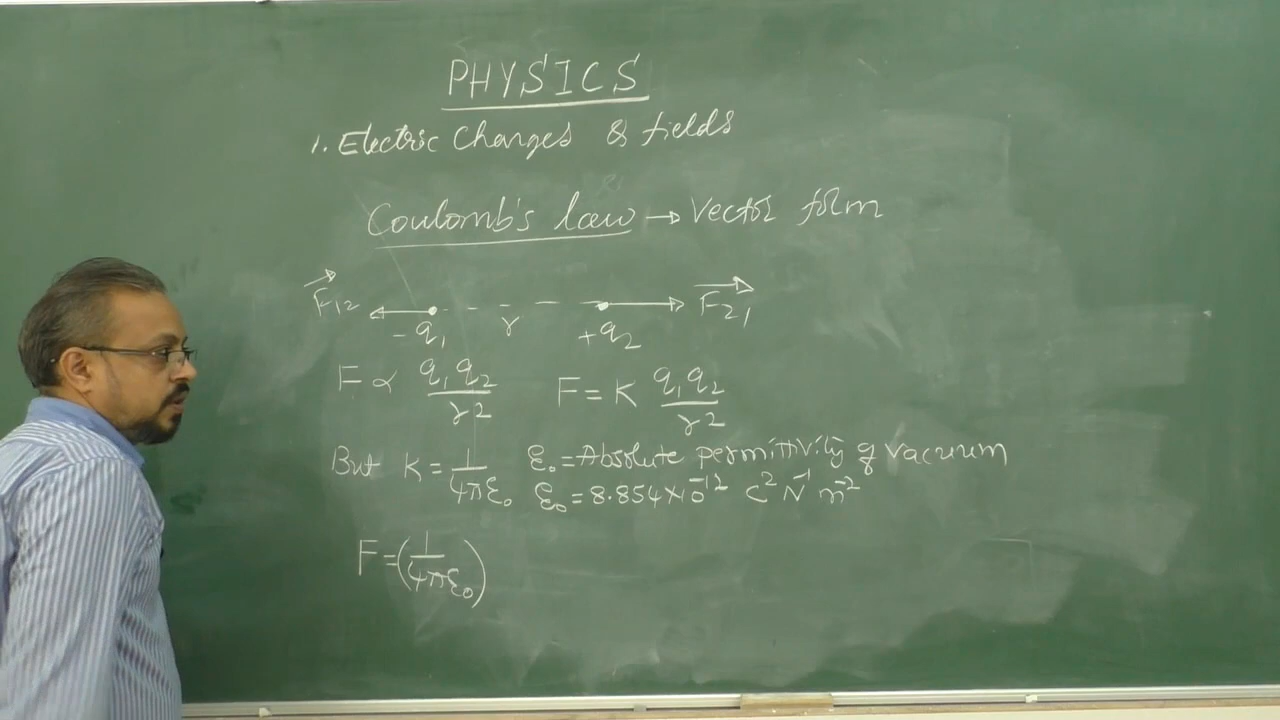 PHYSICS
1. Electric Charges & fields
Coulomb's law → Vector form
F₁₂ F₂₁
-q₁ r +q₂
F ∝ q₁q₂/r² F = K q₁q₂/r²
But K = 1/4πε₀ ε₀ = Absolute permittivity of vacuum
ε₀ = 8.854×10⁻¹² C² N⁻¹ m⁻²
F = (1/4πε₀)